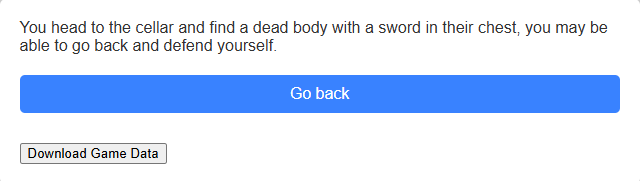 You head to the cellar and find a dead body with a sword in their chest, you may be
able to go back and defend yourself.
Go back
Download Game Data